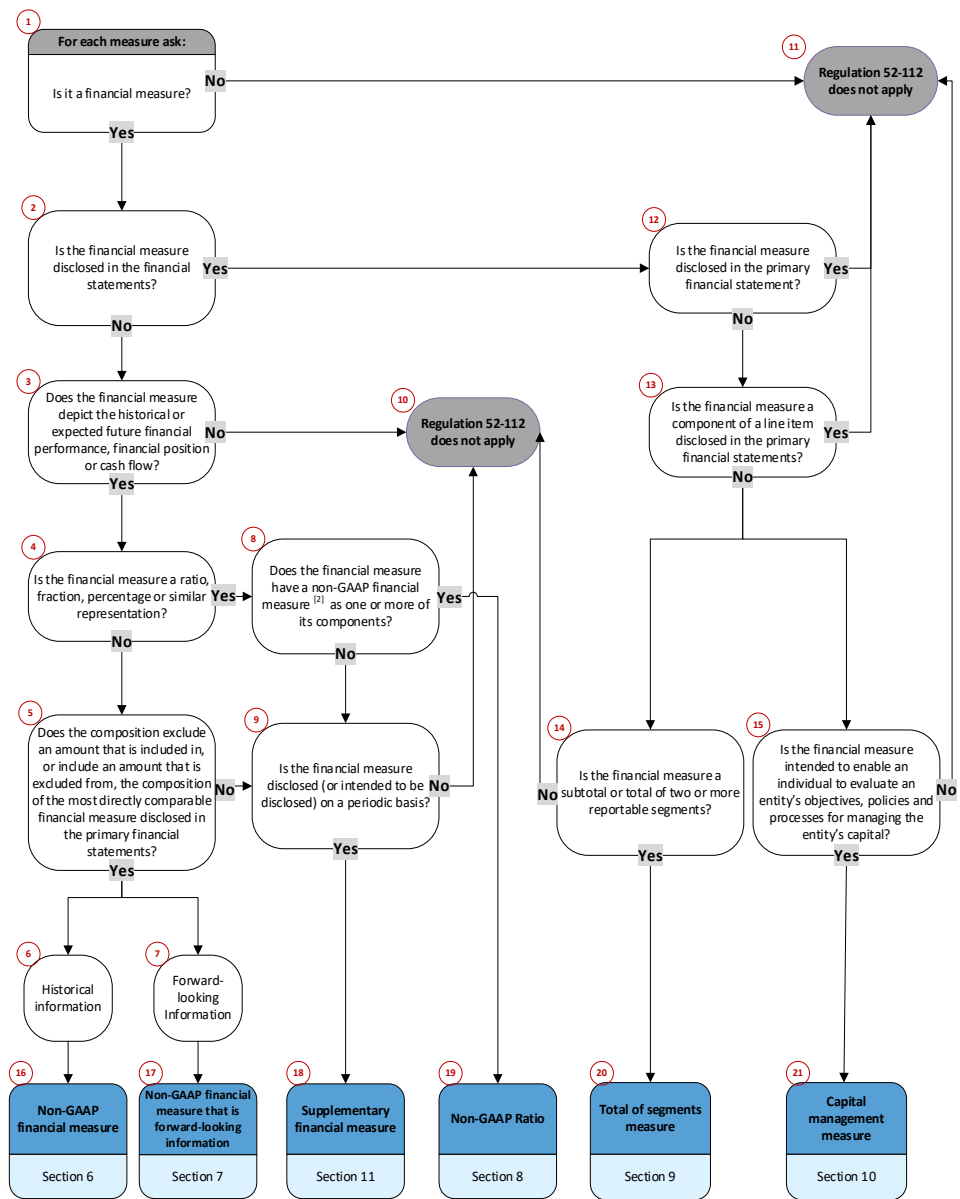 1
For each measure ask:
Is it a financial measure?
No
Yes
11
Regulation 52-112
does not apply
2
Is the financial measure
disclosed in the financial
statements?
Yes
No
12
Is the financial measure
disclosed in the primary
financial statement?
Yes
No
3
Does the financial measure
depict the historical or
expected future financial
performance, financial position
or cash flow?
No
Yes
10
Regulation 52-112
does not apply
13
Is the financial measure a
component of a line item
disclosed in the primary
financial statements?
Yes
No
4
Is the financial measure a ratio,
fraction, percentage or similar
representation?
Yes
No
8
Does the financial measure
have a non-GAAP financial
measure [2] as one or more of
its components?
Yes
No
5
Does the composition exclude
an amount that is included in,
or include an amount that is
excluded from, the composition
of the most directly comparable
financial measure disclosed in
the primary financial
statements?
No
Yes
9
Is the financial measure
disclosed (or intended to be
disclosed) on a periodic basis?
No
Yes
14
Is the financial measure a
subtotal or total of two or more
reportable segments?
No
Yes
15
Is the financial measure
intended to enable an
individual to evaluate an
entity's objectives, policies and
processes for managing the
entity's capital?
No
Yes
6
Historical
information
7
Forward-
looking
Information
16
Non-GAAP
financial measure
Section 6
17
Non-GAAP financial
measure that is
forward-looking
information
Section 7
18
Supplementary
financial measure
Section 11
19
Non-GAAP Ratio
Section 8
20
Total of segments
measure
Section 9
21
Capital
management
measure
Section 10